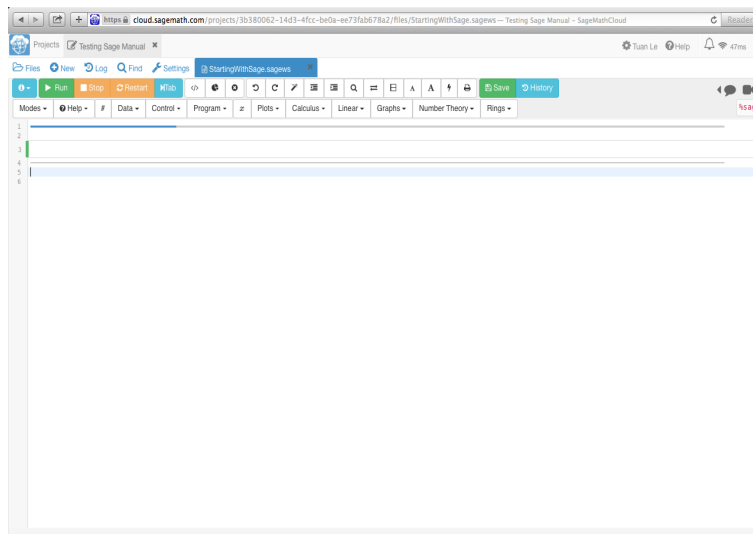 https cloud.sagemath.com/projects/3b380062-14d3-4fcc-be0a-ee73fab678a2/files/StartingWithSage.sagews — Testing Sage Manual – SageMathCloud Reader
Projects Testing Sage Manual Tuan Le Help 47ms
Files New Log Find Settings StartingWithSage.sagews
Run Stop Restart Tab </> A A Save History
Modes Help # Data Control Program x Plots Calculus Linear Graphs Number Theory Rings %sag
1
2
3
4
5
6